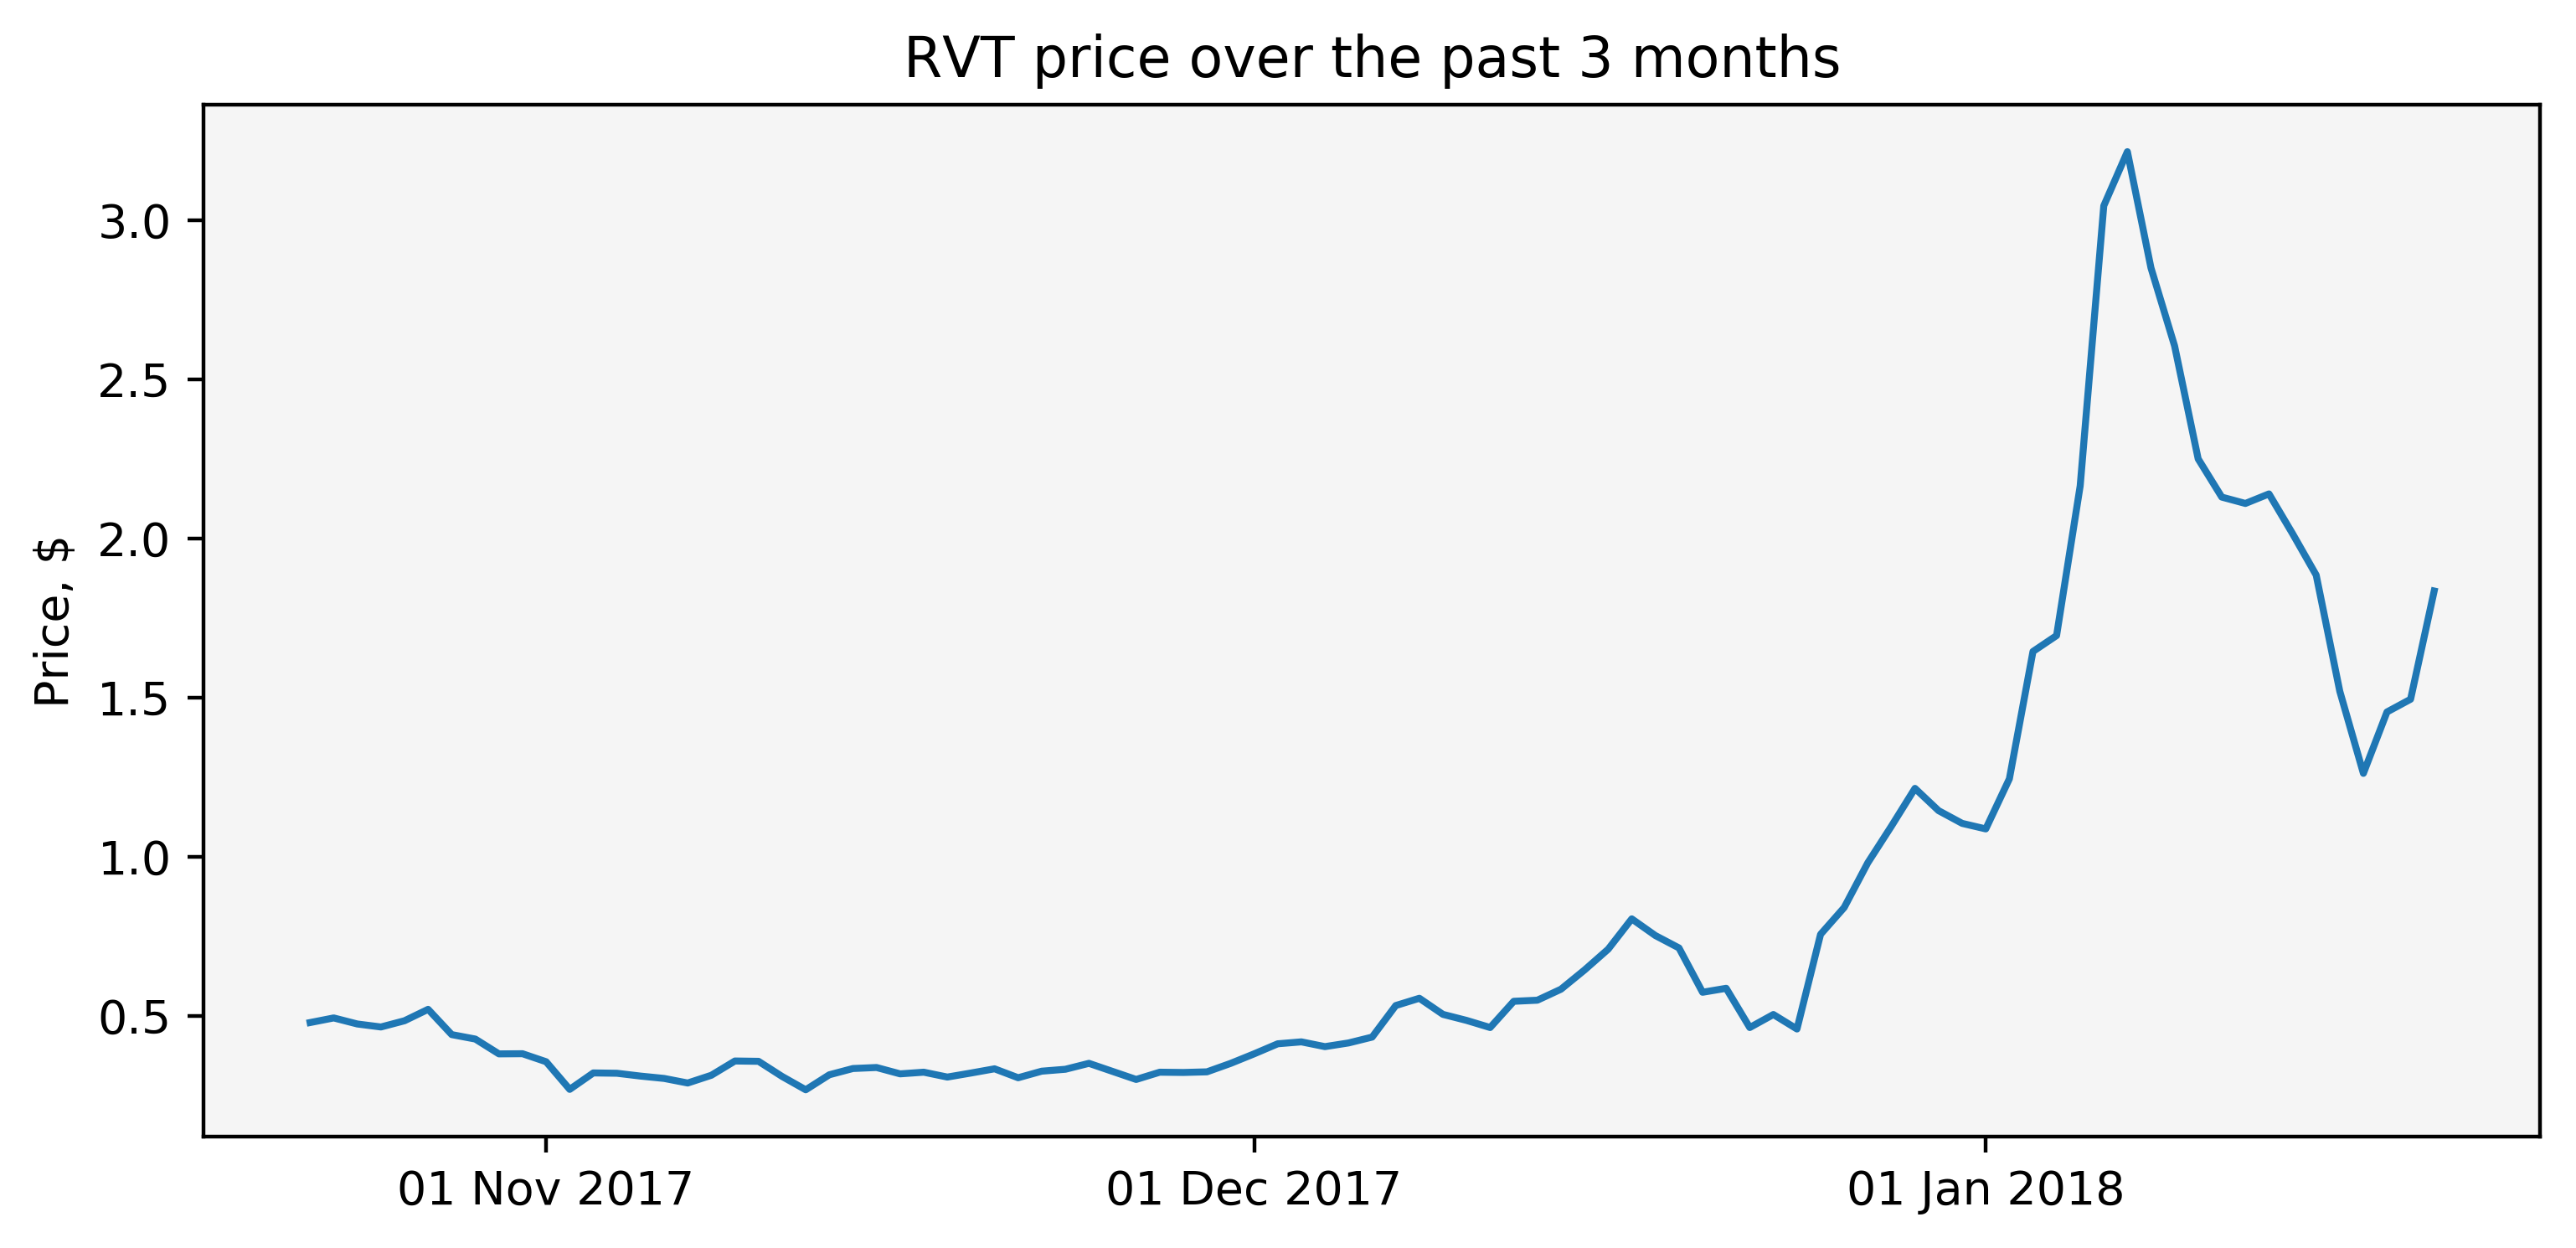 RVT price over the past 3 months
Price, $
3.0
2.5
2.0
1.5
1.0
0.5
01 Nov 2017
01 Dec 2017
01 Jan 2018